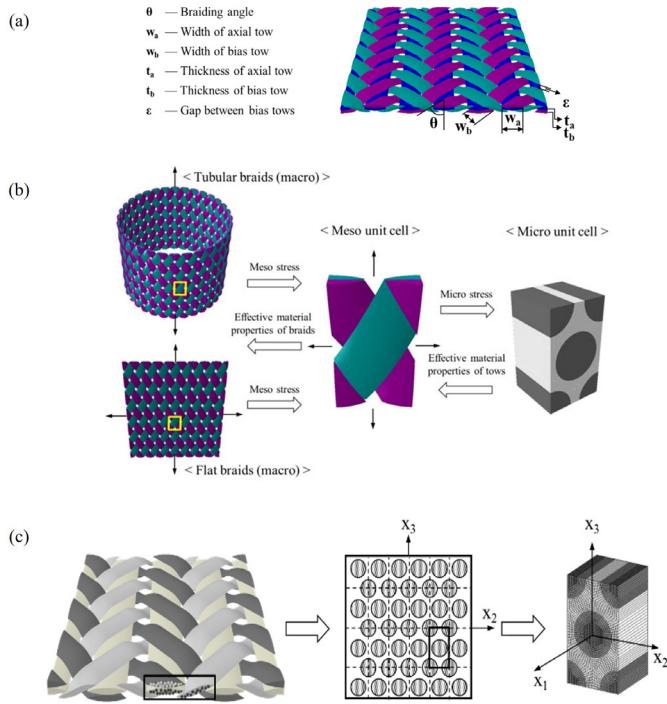 (a)
θ — Braiding angle
wa — Width of axial tow
wb — Width of bias tow
ta — Thickness of axial tow
tb — Thickness of bias tow
ε — Gap between bias tows
ε
θ
wb
wa
ta
tb
(b)
< Tubular braids (macro) >
< Meso unit cell >
< Micro unit cell >
Meso stress
Micro stress
Effective material
properties of braids
Effective material
properties of tows
Meso stress
< Flat braids (macro) >
(c)
X3
X2
X3
X2
X1